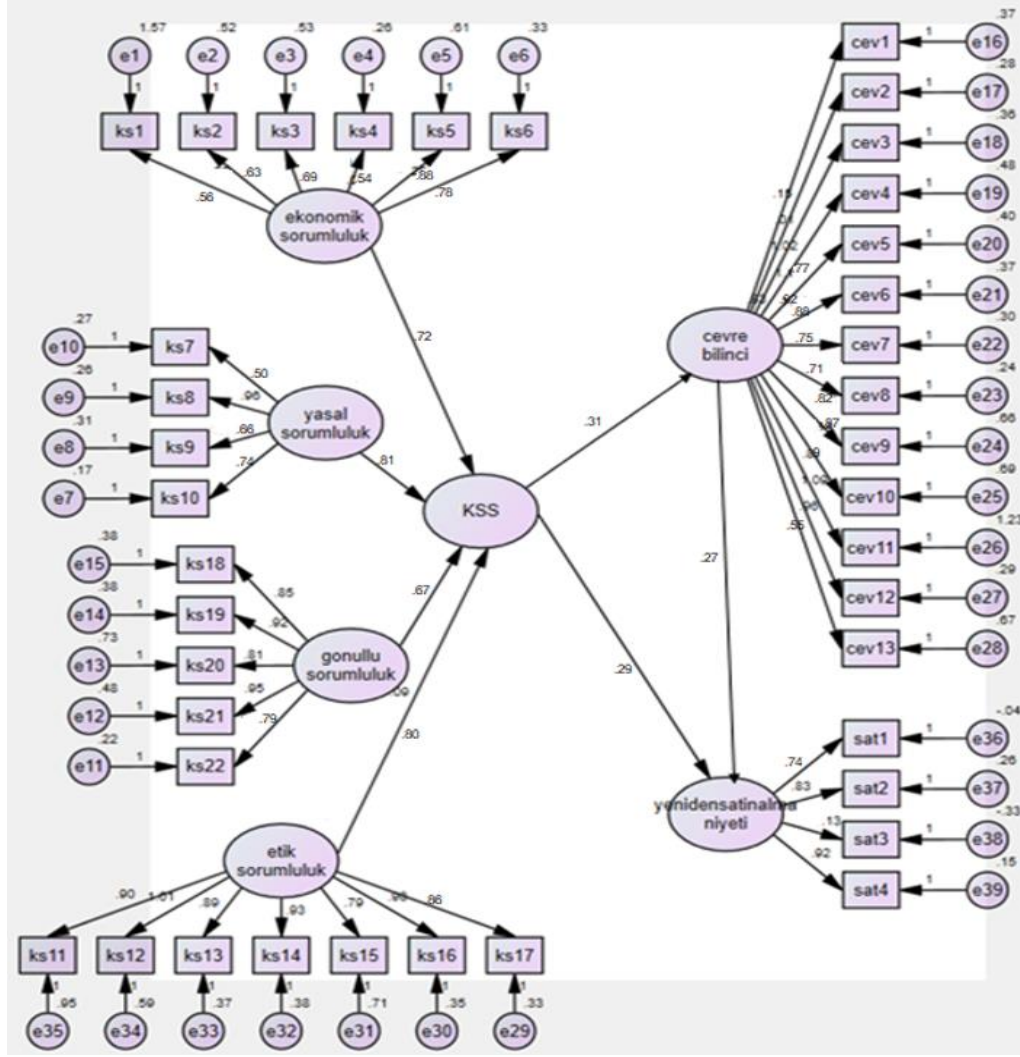 1.57 .52 .53 .26 .61 .33
e1 e2 e3 e4 e5 e6
1 1 1 1 1 1
ks1 ks2 ks3 ks4 ks5 ks6
.56 .63 .69 .54 .88 .78
ekonomik
sorumluluk
.72
.27
e10 1 ks7
.26
e9 1 ks8
.31
e8 1 ks9
.17
e7 1 ks10
.50
.96
.66
.74
yasal
sorumluluk
.81
KSS
.38
e15 1 ks18
.38
e14 1 ks19
.73
e13 1 ks20
.48
e12 1 ks21
.22
e11 1 ks22
.85
.92
.81
.95
.79
gonullu
sorumluluk
.67
.09
.80
etik
sorumluluk
.90 1.01 .89 .93 .79 .86
ks11 ks12 ks13 ks14 ks15 ks16 ks17
1 1 1 1 1 1 1
.95 .59 .37 .38 .71 .35 .33
e35 e34 e33 e32 e31 e30 e29
.31
.29
.27
cevre
bilinci
.77
.75
.71
.82
.55
.37
cev1 1 e16
.28
cev2 1 e17
.36
cev3 1 e18
.48
cev4 1 e19
.40
cev5 1 e20
.37
cev6 1 e21
.30
cev7 1 e22
.24
cev8 1 e23
.66
cev9 1 e24
.69
cev10 1 e25
1.23
cev11 1 e26
.29
cev12 1 e27
.67
cev13 1 e28
yenidensatinalma
niyeti
.74
.83
.13
.92
-.04
sat1 1 e36
.26
sat2 1 e37
-.33
sat3 1 e38
.15
sat4 1 e39